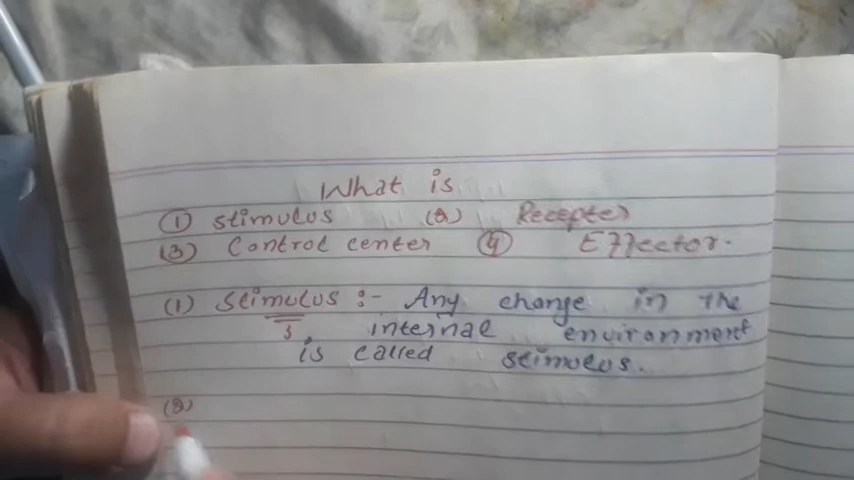 What is
(1) stimulus (2) Recepter
(3) Control center (4) Effector.
(1) stimulus :- Any change in the
internal environment
is called stimulus.
(2)